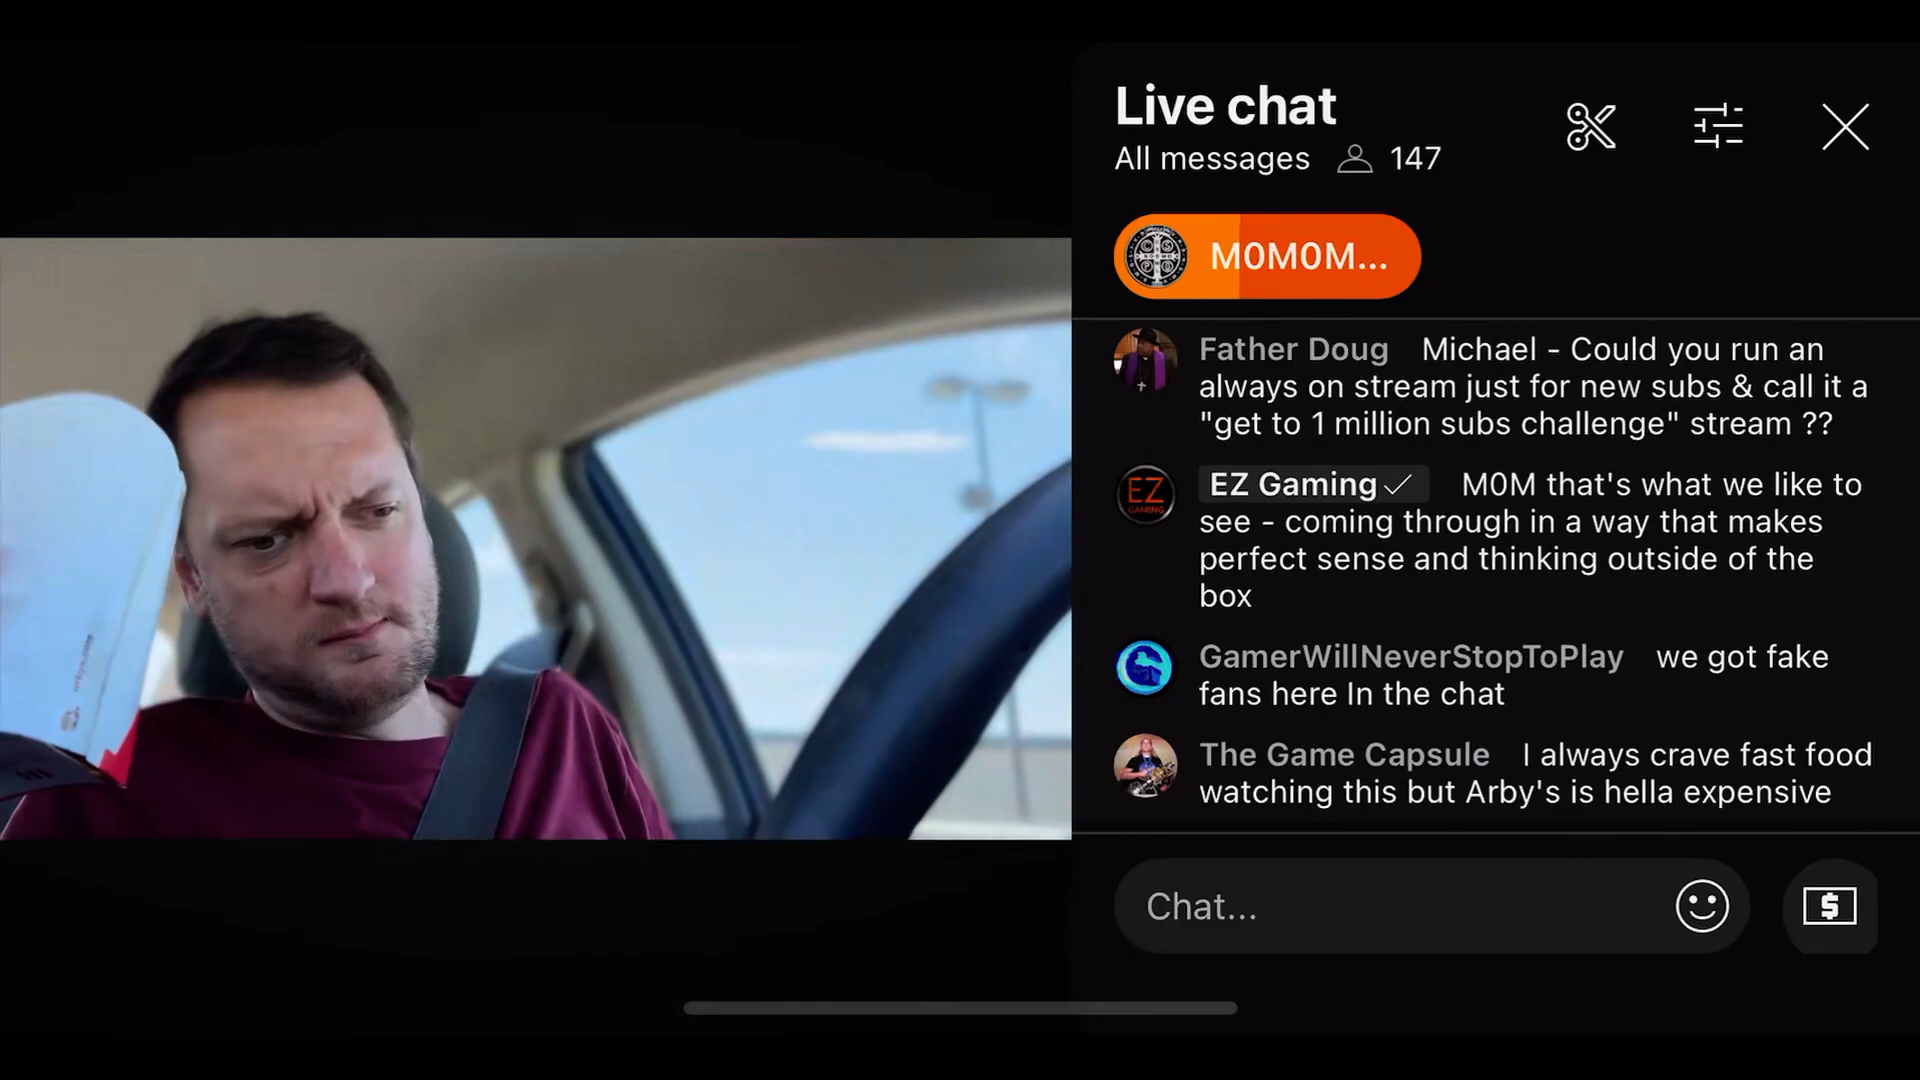 Live chat
All messages 147
M0M0M...
Father Doug Michael - Could you run an
always on stream just for new subs & call it a
"get to 1 million subs challenge" stream ??
EZ Gaming M0M that's what we like to
see - coming through in a way that makes
perfect sense and thinking outside of the
box
EZ
GAMING
GamerWillNeverStopToPlay we got fake
fans here In the chat
The Game Capsule I always crave fast food
watching this but Arby's is hella expensive
Chat...
$